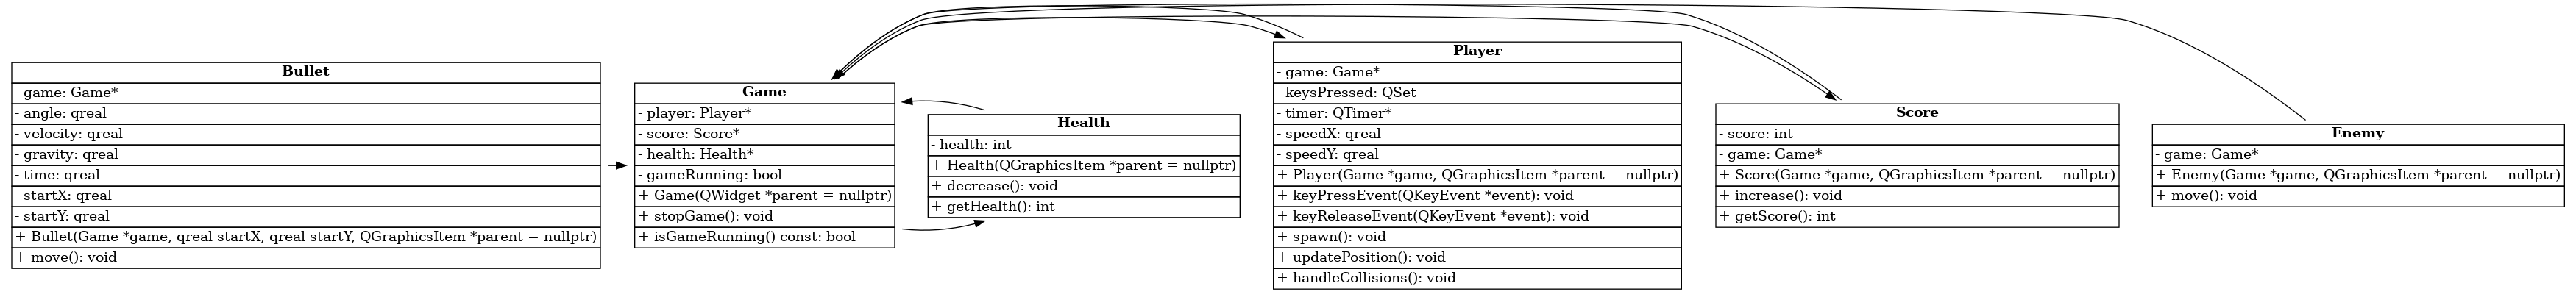 Bullet
- game: Game*
- angle: qreal
- velocity: qreal
- gravity: qreal
- time: qreal
- startX: qreal
- startY: qreal
+ Bullet(Game *game, qreal startX, qreal startY, QGraphicsItem *parent = nullptr)
+ move(): void
Game
- player: Player*
- score: Score*
- health: Health*
- gameRunning: bool
+ Game(QWidget *parent = nullptr)
+ stopGame(): void
+ isGameRunning() const: bool
Health
- health: int
+ Health(QGraphicsItem *parent = nullptr)
+ decrease(): void
+ getHealth(): int
Player
- game: Game*
- keysPressed: QSet
- timer: QTimer*
- speedX: qreal
- speedY: qreal
+ Player(Game *game, QGraphicsItem *parent = nullptr)
+ keyPressEvent(QKeyEvent *event): void
+ keyReleaseEvent(QKeyEvent *event): void
+ spawn(): void
+ updatePosition(): void
+ handleCollisions(): void
Score
- score: int
- game: Game*
+ Score(Game *game, QGraphicsItem *parent = nullptr)
+ increase(): void
+ getScore(): int
Enemy
- game: Game*
+ Enemy(Game *game, QGraphicsItem *parent = nullptr)
+ move(): void